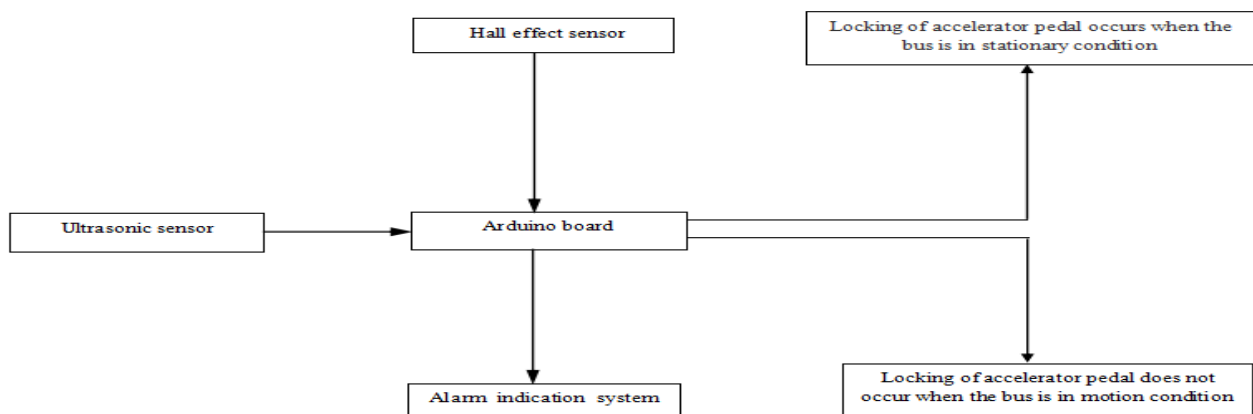 Hall effect sensor
Locking of accelerator pedal occurs when the
bus is in stationary condition
Ultrasonic sensor
Arduino board
Alarm indication system
Locking of accelerator pedal does not
occur when the bus is in motion condition